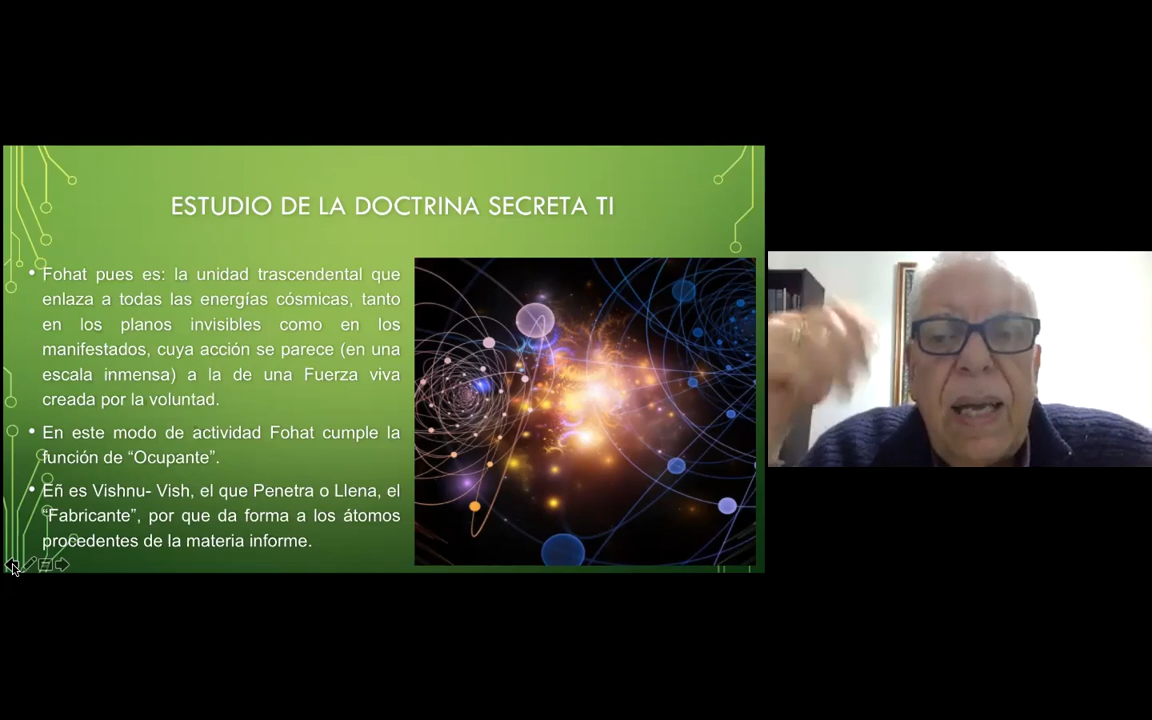 ESTUDIO DE LA DOCTRINA SECRETA TI
• Fohat pues es: la unidad trascendental que
enlaza a todas las energías cósmicas, tanto
en los planos invisibles como en los
manifestados, cuya acción se parece (en una
escala inmensa) a la de una Fuerza viva
creada por la voluntad.
• En este modo de actividad Fohat cumple la
función de “Ocupante”.
• Eñ es Vishnu- Vish, el que Penetra o Llena, el
“Fabricante”, por que da forma a los átomos
procedentes de la materia informe.